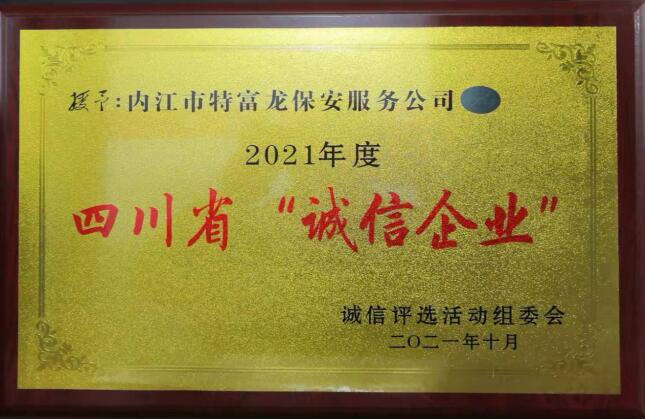 授予：内江市特富龙保安服务公司
2021年度
四川省“诚信企业”
诚信评选活动组委会
二〇二一年十月